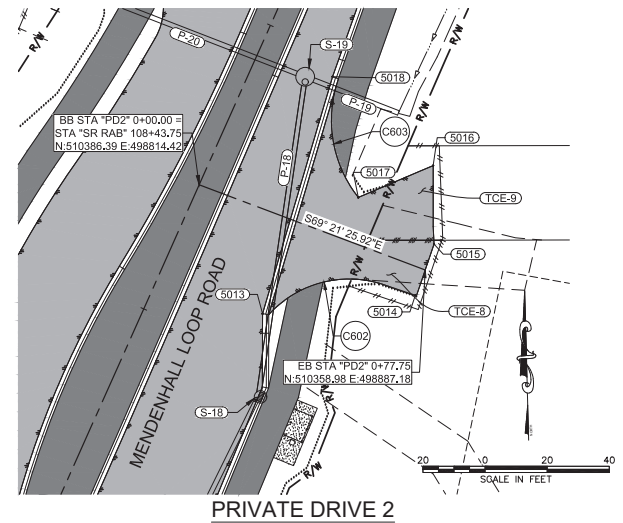 P-20
S-19
R/W
R/W
5018
P-19
BB STA "PD2" 0+00.00 =
STA "SR RAB" 108+43.75
N:510386.39 E:498814.42
C603
5016
R/W
P-18
5017
TCE-9
S69° 21' 25.92"E
R/W
5015
5013
MENDENHALL LOOP ROAD
5014
TCE-8
C602
EB STA "PD2" 0+77.75
N:510358.98 E:498887.18
S-18
R/W
20 0 20 40
SCALE IN FEET
PRIVATE DRIVE 2